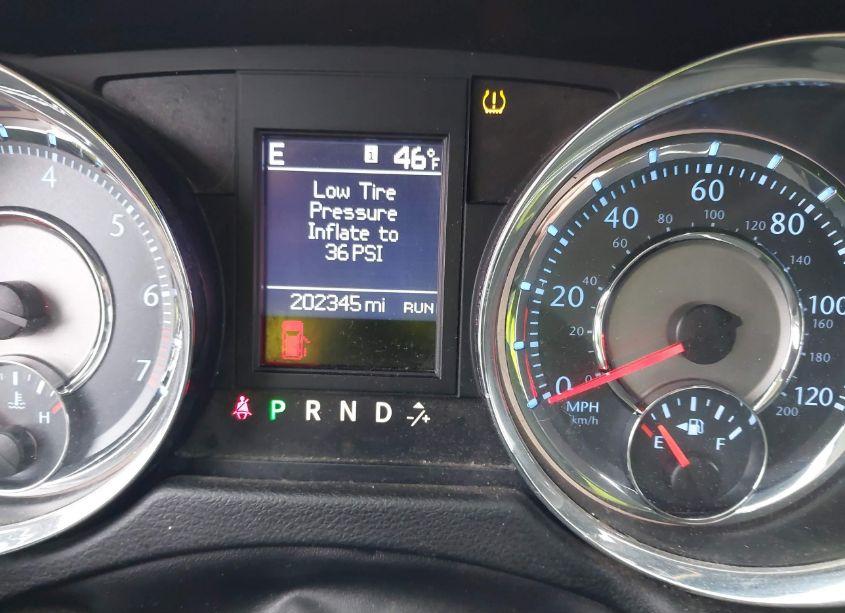 E 1 46°F
Low Tire
Pressure
Inflate to
36 PSI
202345 mi RUN
P R N D -/+
4
5
6
7
H
0 20 40 60 80 100 120
MPH
0 20 40 60 80 100 120 140 160 180 200
km/h
E F